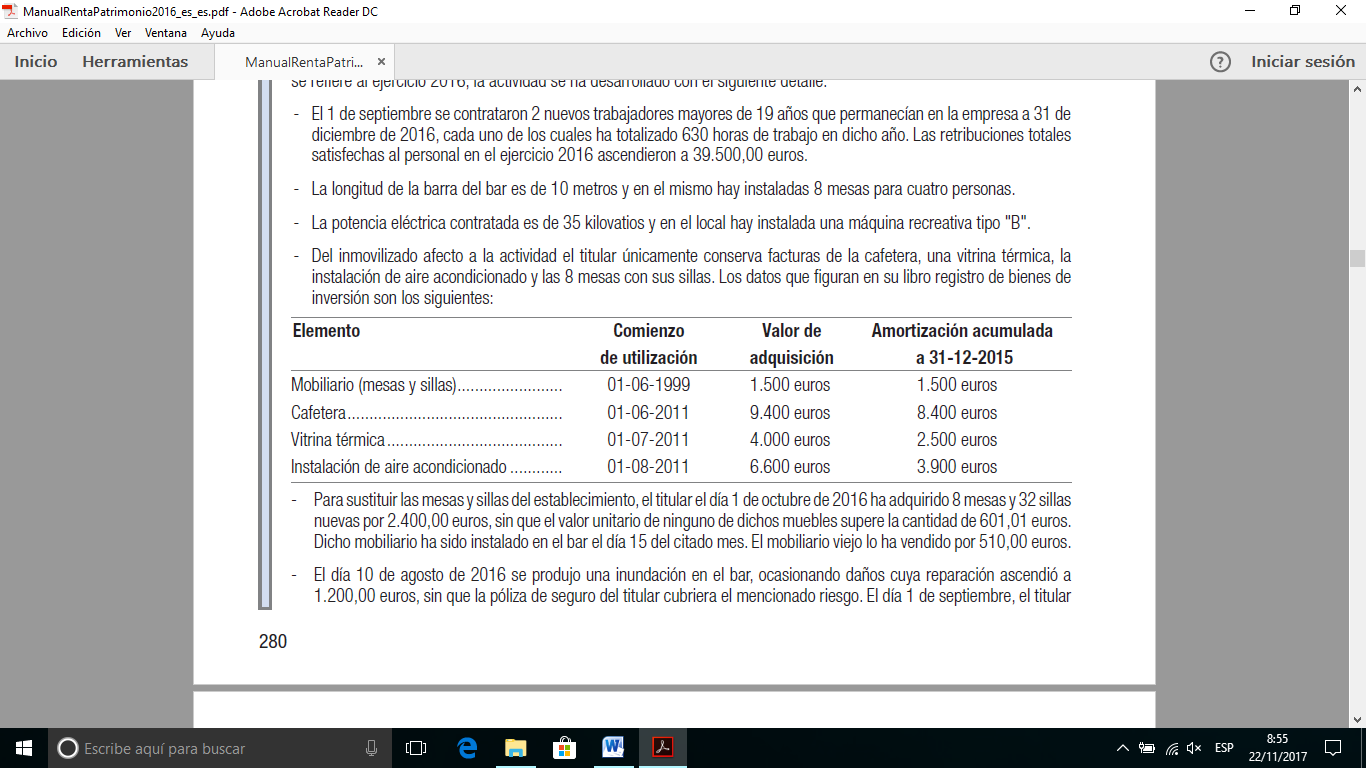 ManualRentaPatrimonio2016_es_es.pdf - Adobe Acrobat Reader DC
Archivo Edición Ver Ventana Ayuda
Inicio Herramientas ManualRentaPatri... × ? Iniciar sesión
se refiere al ejercicio 2016, la actividad se ha desarrollado con el siguiente detalle:
- El 1 de septiembre se contrataron 2 nuevos trabajadores mayores de 19 años que permanecían en la empresa a 31 de
diciembre de 2016, cada uno de los cuales ha totalizado 630 horas de trabajo en dicho año. Las retribuciones totales
satisfechas al personal en el ejercicio 2016 ascendieron a 39.500,00 euros.
- La longitud de la barra del bar es de 10 metros y en el mismo hay instaladas 8 mesas para cuatro personas.
- La potencia eléctrica contratada es de 35 kilovatios y en el local hay instalada una máquina recreativa tipo "B".
- Del inmovilizado afecto a la actividad el titular únicamente conserva facturas de la cafetera, una vitrina térmica, la
instalación de aire acondicionado y las 8 mesas con sus sillas. Los datos que figuran en su libro registro de bienes de
inversión son los siguientes:
Elemento Comienzo Valor de Amortización acumulada
de utilización adquisición a 31-12-2015
Mobiliario (mesas y sillas)........................ 01-06-1999 1.500 euros 1.500 euros
Cafetera................................................. 01-06-2011 9.400 euros 8.400 euros
Vitrina térmica........................................ 01-07-2011 4.000 euros 2.500 euros
Instalación de aire acondicionado ............ 01-08-2011 6.600 euros 3.900 euros
- Para sustituir las mesas y sillas del establecimiento, el titular el día 1 de octubre de 2016 ha adquirido 8 mesas y 32 sillas
nuevas por 2.400,00 euros, sin que el valor unitario de ninguno de dichos muebles supere la cantidad de 601,01 euros.
Dicho mobiliario ha sido instalado en el bar el día 15 del citado mes. El mobiliario viejo lo ha vendido por 510,00 euros.
- El día 10 de agosto de 2016 se produjo una inundación en el bar, ocasionando daños cuya reparación ascendió a
1.200,00 euros, sin que la póliza de seguro del titular cubriera el mencionado riesgo. El día 1 de septiembre, el titular
280
Escribe aquí para buscar
ESP
8:55
22/11/2017